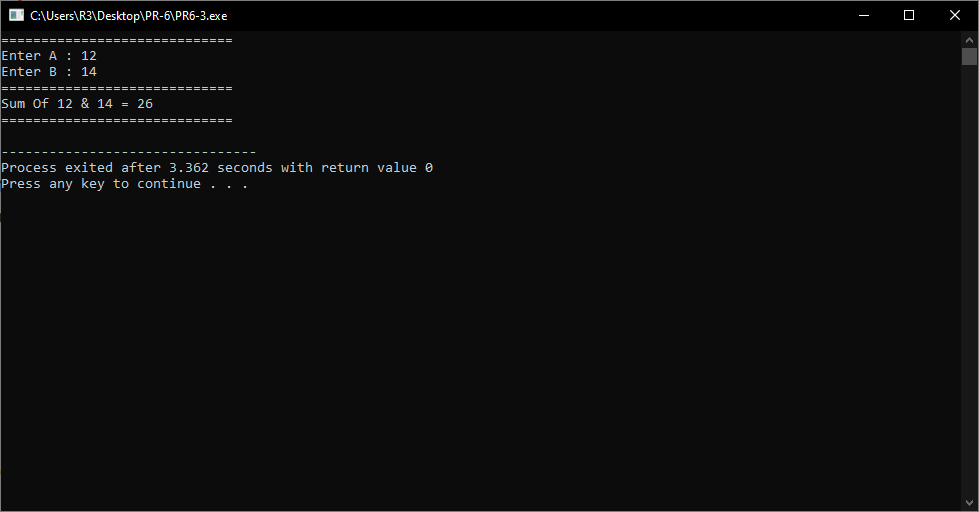 C:\Users\R3\Desktop\PR-6\PR6-3.exe
=============================
Enter A : 12
Enter B : 14
=============================
Sum Of 12 & 14 = 26
=============================
--------------------------------
Process exited after 3.362 seconds with return value 0
Press any key to continue . . .